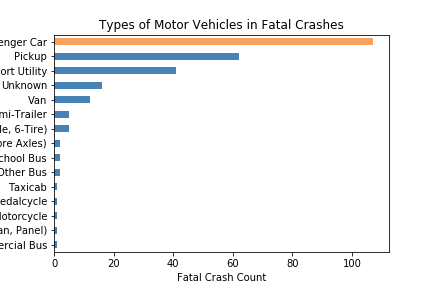 Types of Motor Vehicles in Fatal Crashes
enger Car
Pickup
ort Utility
Unknown
Van
mi-Trailer
le, 6-Tire)
ore Axles)
chool Bus
Other Bus
Taxicab
edalcycle
otorcycle
an, Panel)
ercial Bus
0 20 40 60 80 100
Fatal Crash Count